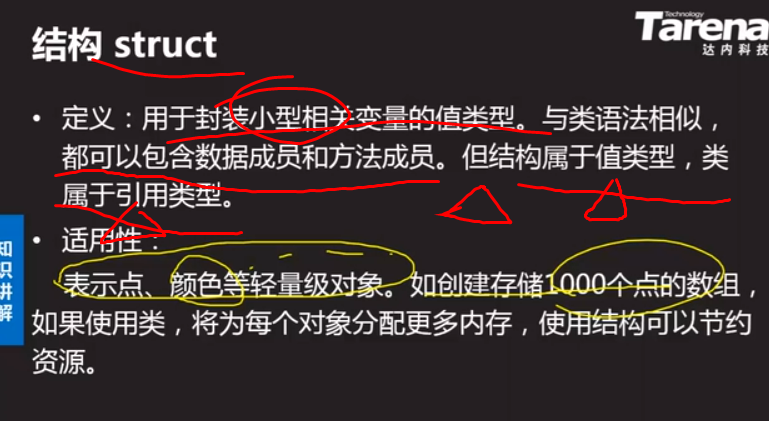 Technology
Tarena
达内科技
结构 struct
• 定义：用于封装小型相关变量的值类型。与类语法相似，
都可以包含数据成员和方法成员。但结构属于值类型，类
属于引用类型。
• 适用性：
表示点、颜色等轻量级对象。如创建存储1000个点的数组，
如果使用类，将为每个对象分配更多内存，使用结构可以节约
资源。
知识讲解